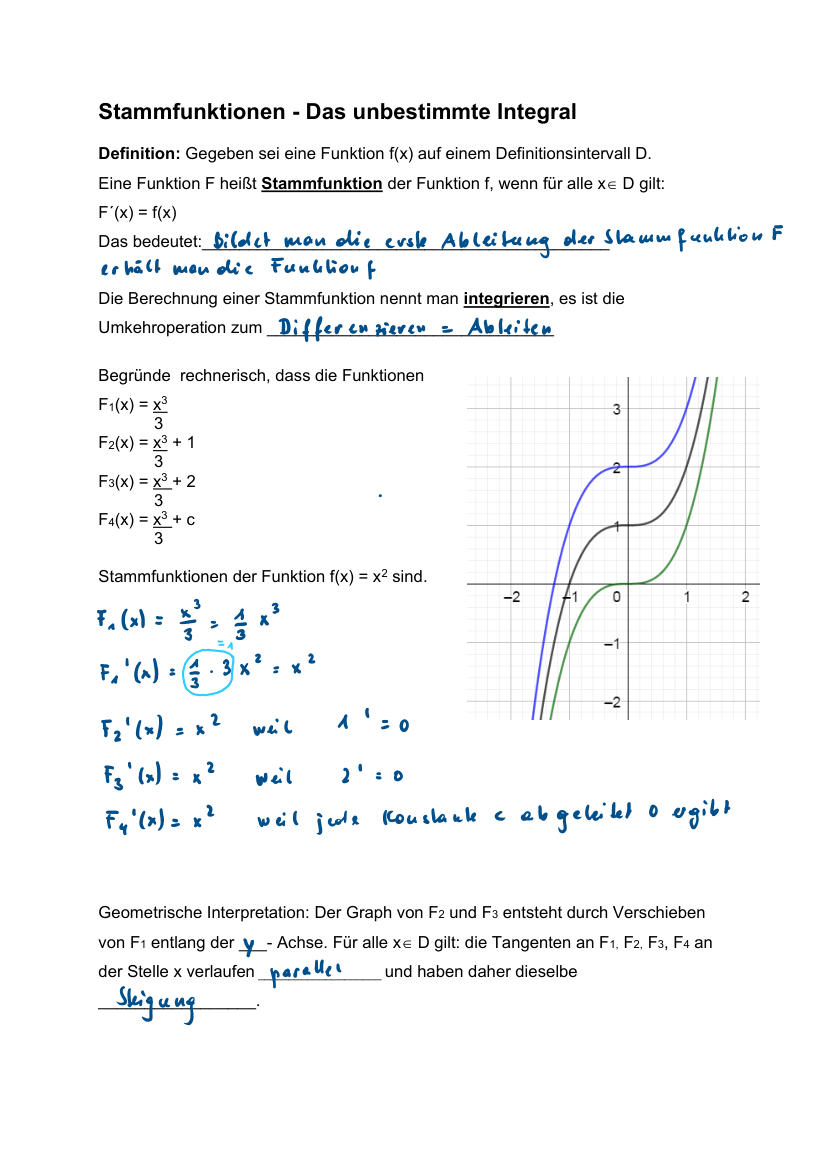 Stammfunktionen - Das unbestimmte Integral
Definition: Gegeben sei eine Funktion f(x) auf einem Definitionsintervall D.
Eine Funktion F heißt Stammfunktion der Funktion f, wenn für alle x∈ D gilt:
F´(x) = f(x)
Das bedeutet: Bildet man die erste Ableitung der Stammfunktion F
erhält man die Funktion f
Die Berechnung einer Stammfunktion nennt man integrieren, es ist die
Umkehroperation zum Differenzieren = Ableiten
Begründe rechnerisch, dass die Funktionen
F₁(x) = x³/3
F₂(x) = x³/3 + 1
F₃(x) = x³/3 + 2
F₄(x) = x³/3 + c
Stammfunktionen der Funktion f(x) = x² sind.
3
2
1
−2 −1 0 1 2
−1
−2
F₁(x) = x³/3 = 1/3 x³
= 1
F₁'(x) = 1/3 · 3 x² = x²
F₂'(x) = x² weil 1' = 0
F₃'(x) = x² weil 2' = 0
F₄'(x) = x² weil jede Konstante c abgeleitet 0 ergibt
Geometrische Interpretation: Der Graph von F₂ und F₃ entsteht durch Verschieben
von F₁ entlang der y - Achse. Für alle x∈ D gilt: die Tangenten an F₁, F₂, F₃, F₄ an
der Stelle x verlaufen parallel und haben daher dieselbe
Steigung.